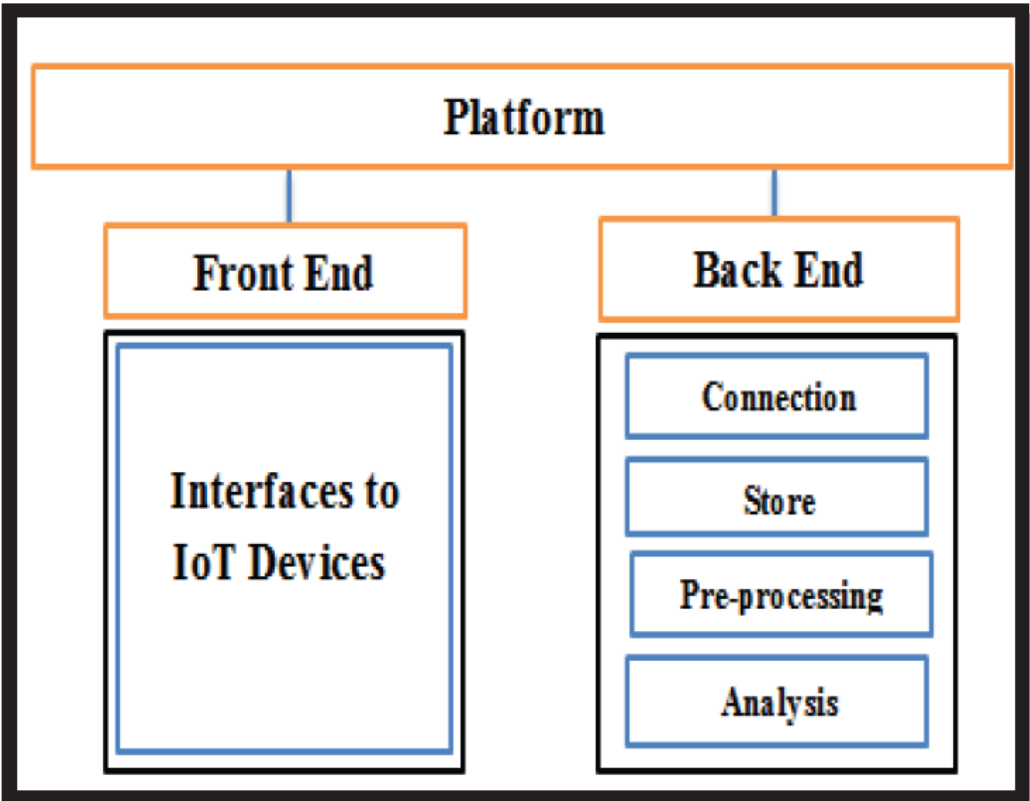 Platform
Front End
Interfaces to
IoT Devices
Back End
Connection
Store
Pre-processing
Analysis